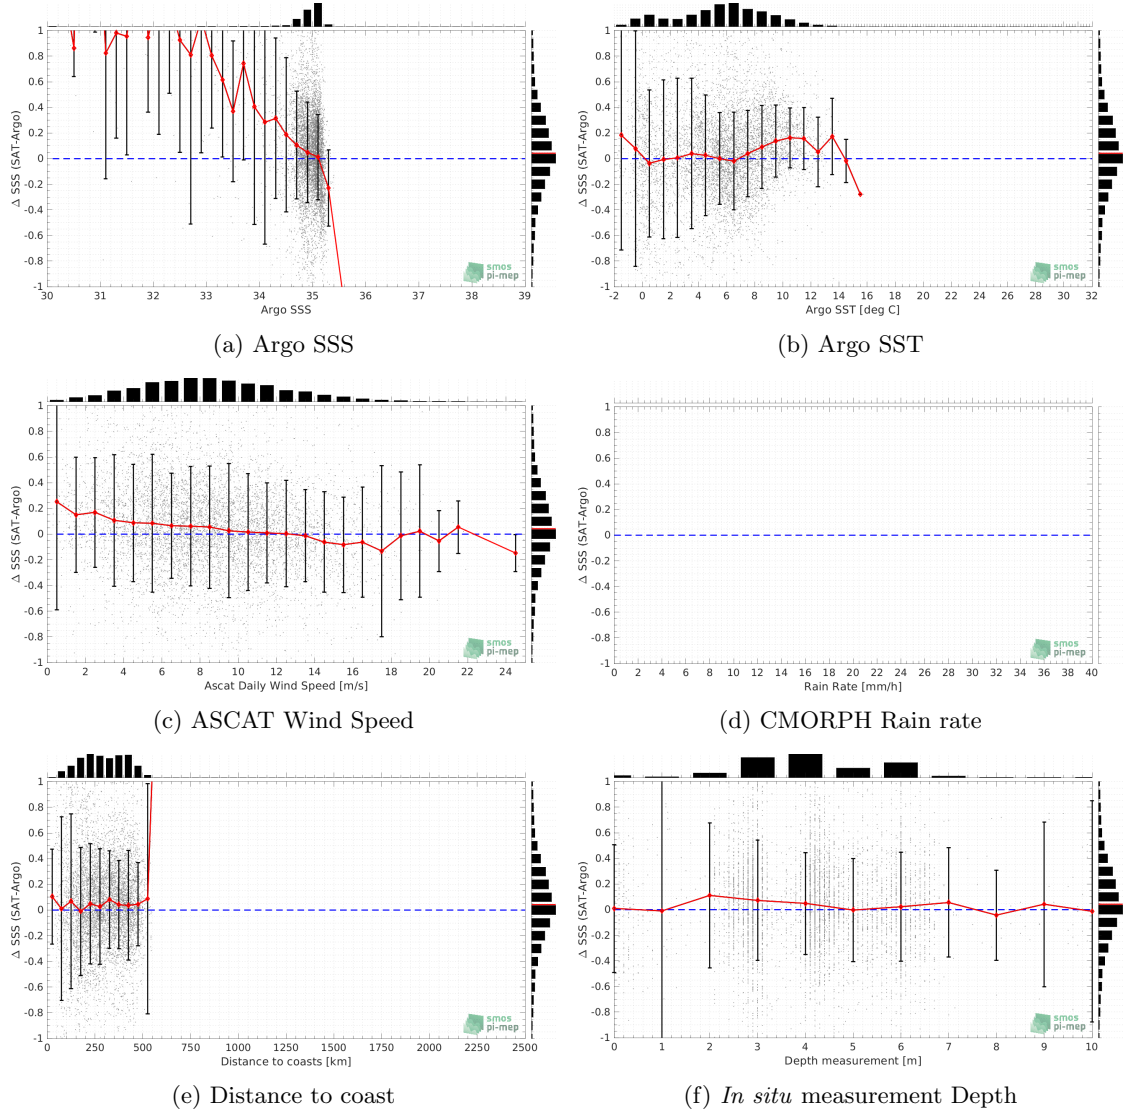 1
0.8
0.6
0.4
0.2
0
-0.2
-0.4
-0.6
-0.8
-1
Δ SSS (SAT-Argo)
30 31 32 33 34 35 36 37 38 39
Argo SSS
smos
pi-mep
(a) Argo SSS
1
0.8
0.6
0.4
0.2
0
-0.2
-0.4
-0.6
-0.8
-1
Δ SSS (SAT-Argo)
-2 0 2 4 6 8 10 12 14 16 18 20 22 24 26 28 30 32
Argo SST [deg C]
smos
pi-mep
(b) Argo SST
1
0.8
0.6
0.4
0.2
0
-0.2
-0.4
-0.6
-0.8
-1
Δ SSS (SAT-Argo)
0 2 4 6 8 10 12 14 16 18 20 22 24
Ascat Daily Wind Speed [m/s]
smos
pi-mep
(c) ASCAT Wind Speed
1
0.8
0.6
0.4
0.2
0
-0.2
-0.4
-0.6
-0.8
-1
Δ SSS (SAT-Argo)
0 2 4 6 8 10 12 14 16 18 20 22 24 26 28 30 32 34 36 38 40
Rain Rate [mm/h]
smos
pi-mep
(d) CMORPH Rain rate
1
0.8
0.6
0.4
0.2
0
-0.2
-0.4
-0.6
-0.8
-1
Δ SSS (SAT-Argo)
0 250 500 750 1000 1250 1500 1750 2000 2250 2500
Distance to coasts [km]
smos
pi-mep
(e) Distance to coast
1
0.8
0.6
0.4
0.2
0
-0.2
-0.4
-0.6
-0.8
-1
Δ SSS (SAT-Argo)
0 1 2 3 4 5 6 7 8 9 10
Depth measurement [m]
smos
pi-mep
(f) In situ measurement Depth